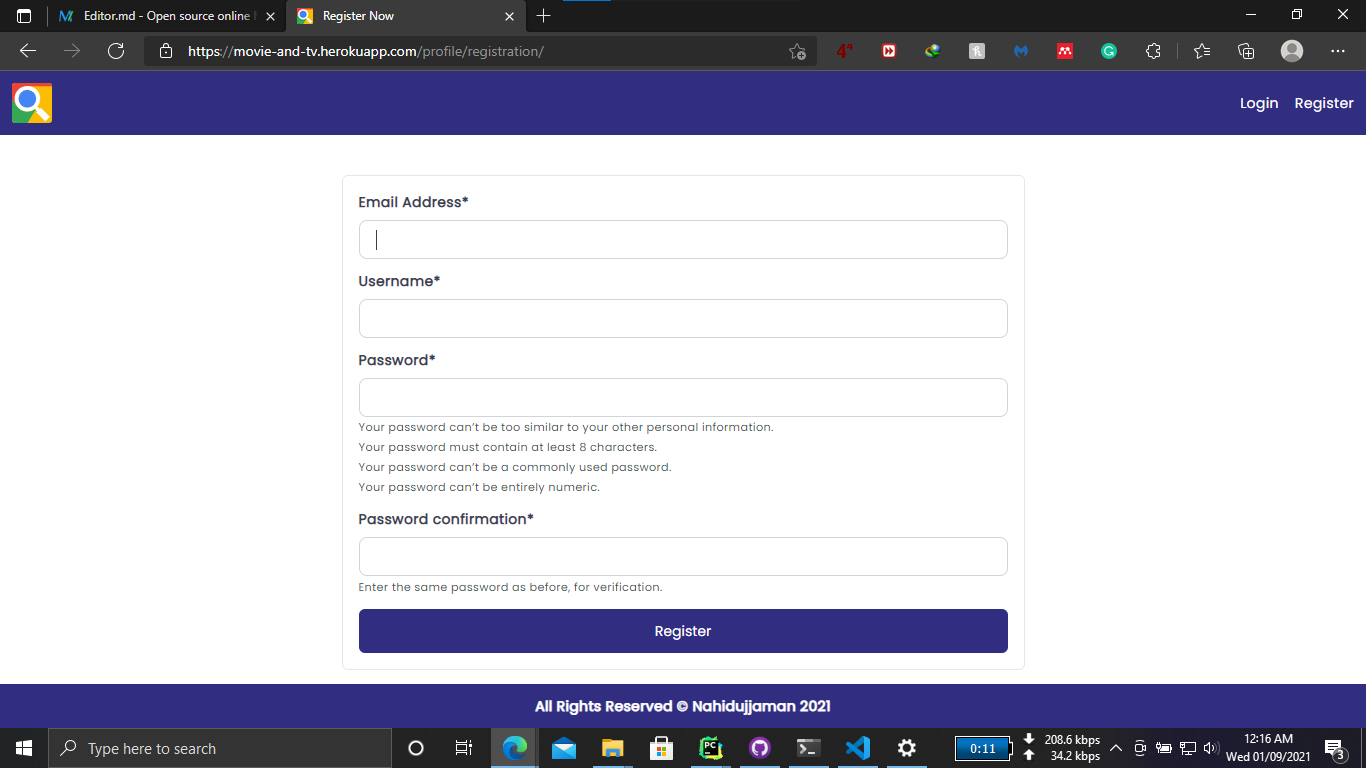 Editor.md - Open source online
Register Now
https://movie-and-tv.herokuapp.com/profile/registration/
Login Register
Email Address*
Username*
Password*
Your password can't be too similar to your other personal information.
Your password must contain at least 8 characters.
Your password can't be a commonly used password.
Your password can't be entirely numeric.
Password confirmation*
Enter the same password as before, for verification.
Register
All Rights Reserved © Nahidujjaman 2021
Type here to search
PC
0:11
208.6 kbps
34.2 kbps
12:16 AM
Wed 01/09/2021
3